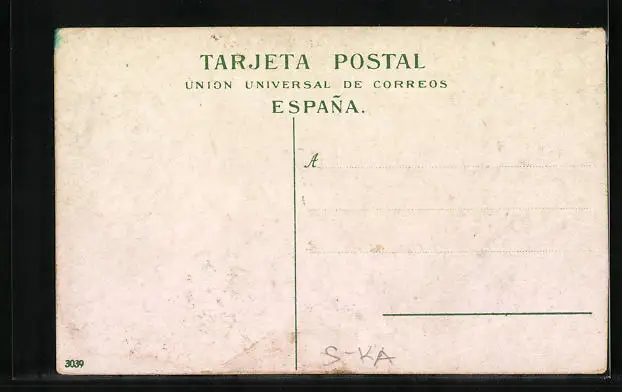 TARJETA POSTAL
UNION UNIVERSAL DE CORREOS
ESPAÑA.
A
3039
S-KA